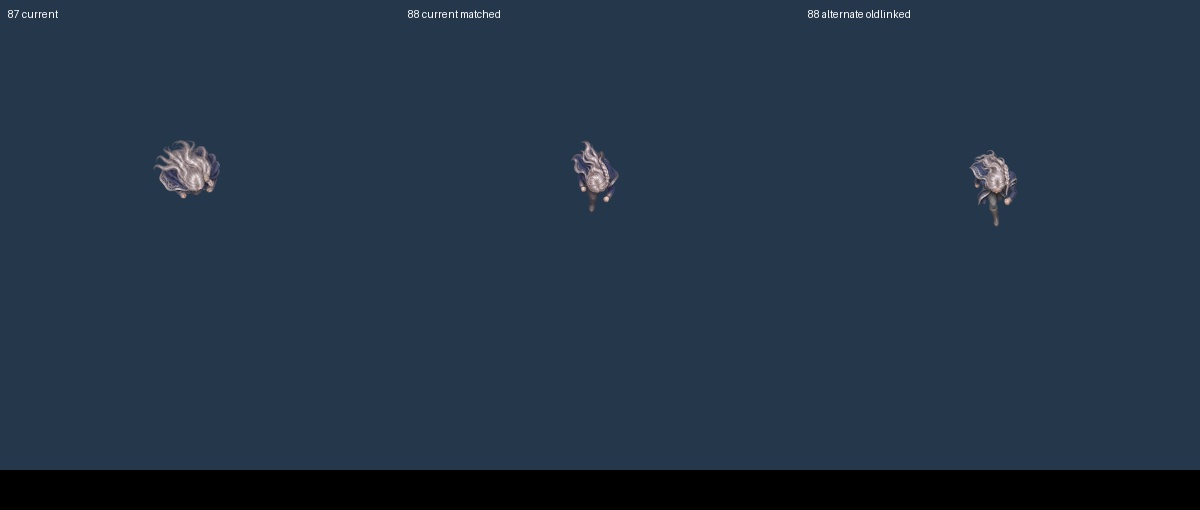 87 current
88 current matched
88 alternate oldlinked